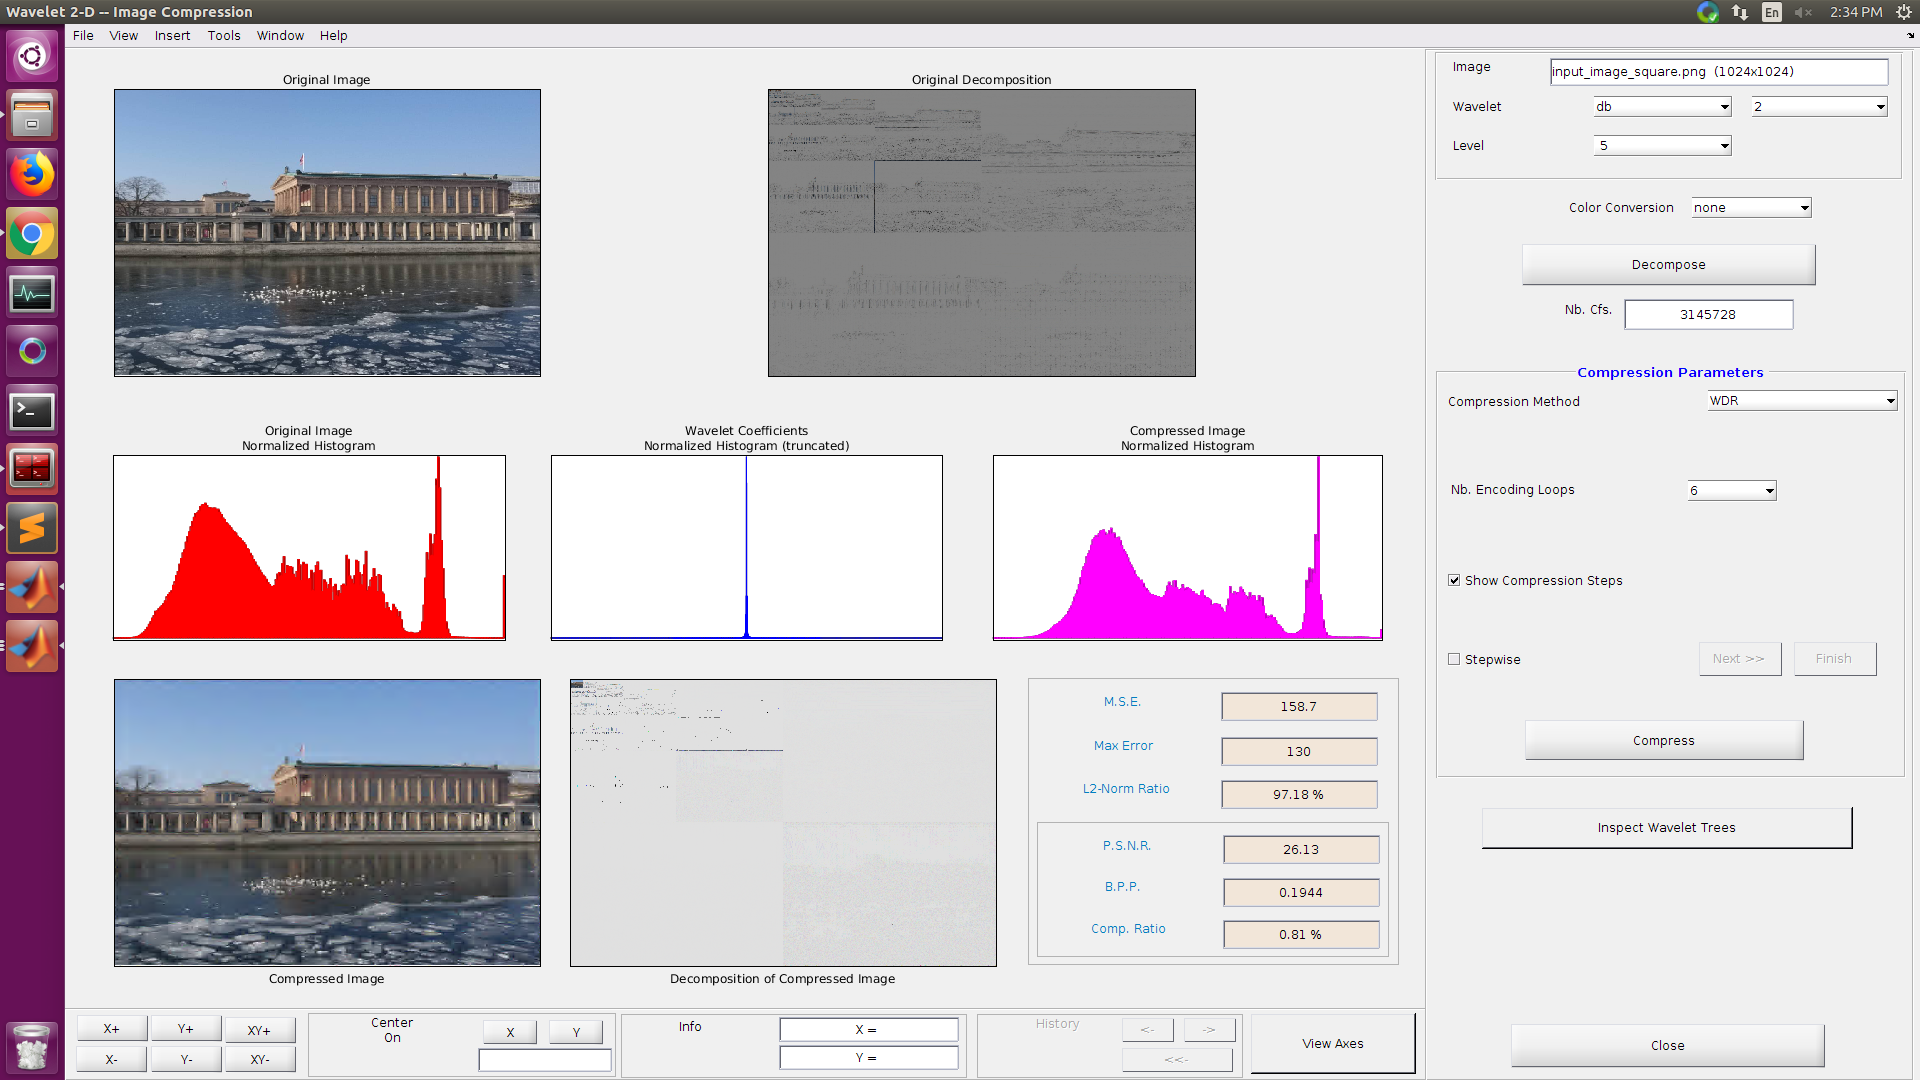 Wavelet 2-D -- Image Compression
En
2:34 PM
File View Insert Tools Window Help
Original Image
Original Decomposition
Original Image
Normalized Histogram
Wavelet Coefficients
Normalized Histogram (truncated)
Compressed Image
Normalized Histogram
M.S.E. 158.7
Max Error 130
L2-Norm Ratio 97.18 %
P.S.N.R. 26.13
B.P.P. 0.1944
Comp. Ratio 0.81 %
Compressed Image
Decomposition of Compressed Image
X+ Y+ XY+
X- Y- XY-
Center
On
X Y
Info
X =
Y =
History
<- ->
<<-
View Axes
Image input_image_square.png (1024x1024)
Wavelet db 2
Level 5
Color Conversion none
Decompose
Nb. Cfs. 3145728
Compression Parameters
Compression Method WDR
Nb. Encoding Loops 6
Show Compression Steps
Stepwise Next >> Finish
Compress
Inspect Wavelet Trees
Close